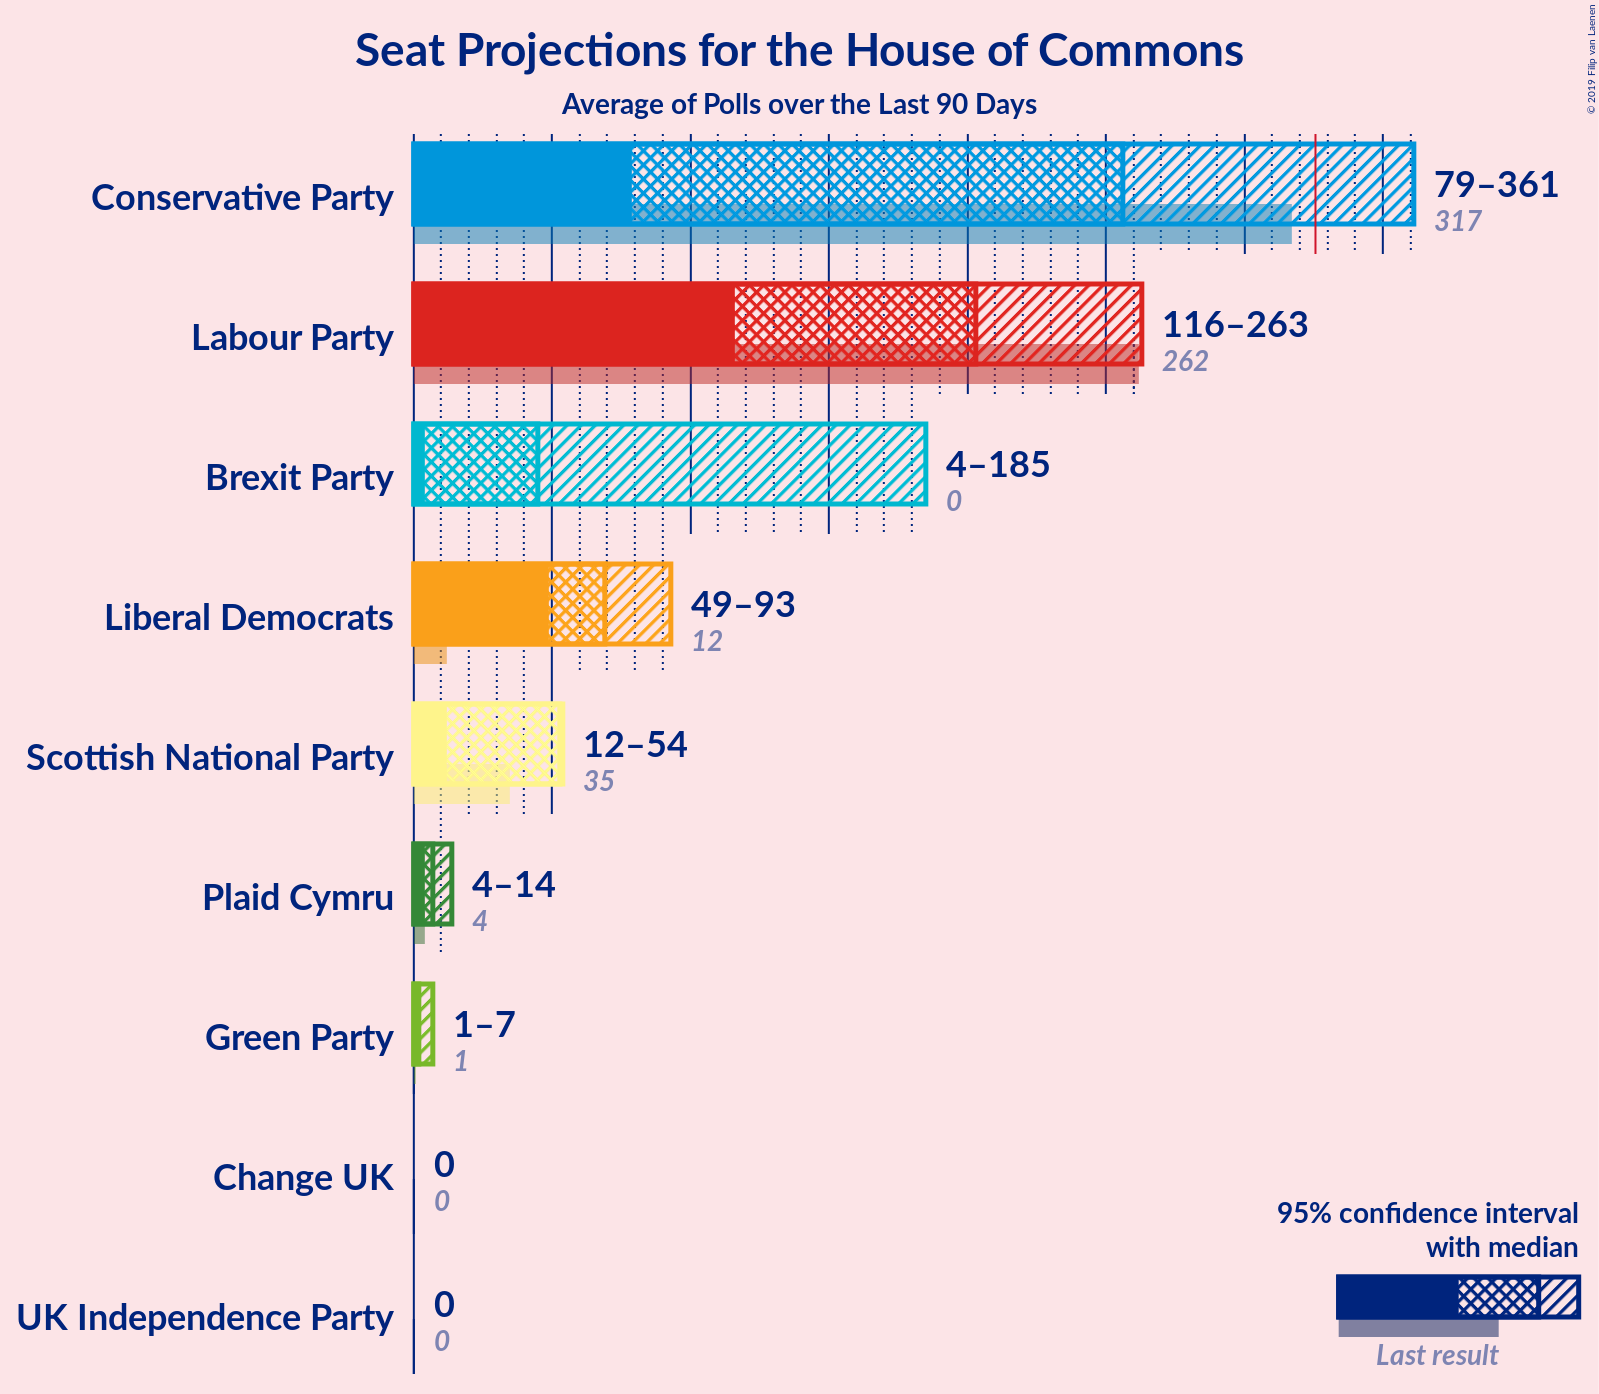 Seat Projections for the House of Commons
Average of Polls over the Last 90 Days
© 2019 Filip van Laenen
Conservative Party
79–361
317
Labour Party
116–263
262
Brexit Party
4–185
0
Liberal Democrats
49–93
12
Scottish National Party
12–54
35
Plaid Cymru
4–14
4
Green Party
1–7
1
Change UK
0
0
UK Independence Party
0
0
95% confidence interval
with median
Last result